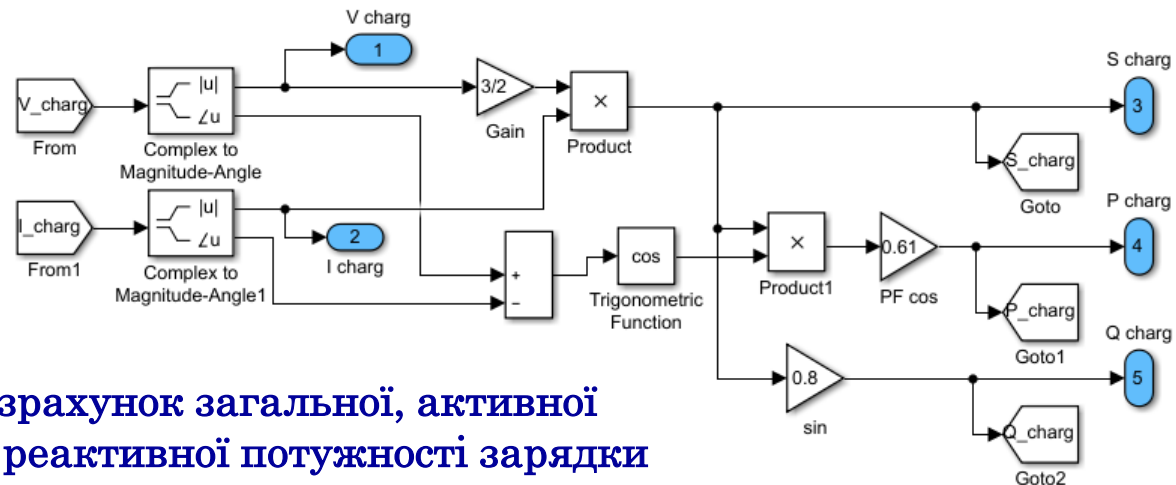 V charg
1
V_charg
From
|u|
∠u
Complex to
Magnitude-Angle
3/2
Gain
×
Product
S charg
3
S_charg
Goto
I_charg
From1
|u|
∠u
Complex to
Magnitude-Angle1
2
I charg
+
−
cos
Trigonometric
Function
×
Product1
0.61
PF cos
P charg
4
P_charg
Goto1
0.8
sin
Q charg
5
Q_charg
Goto2
зрахунок загальної, активної
реактивної потужності зарядки